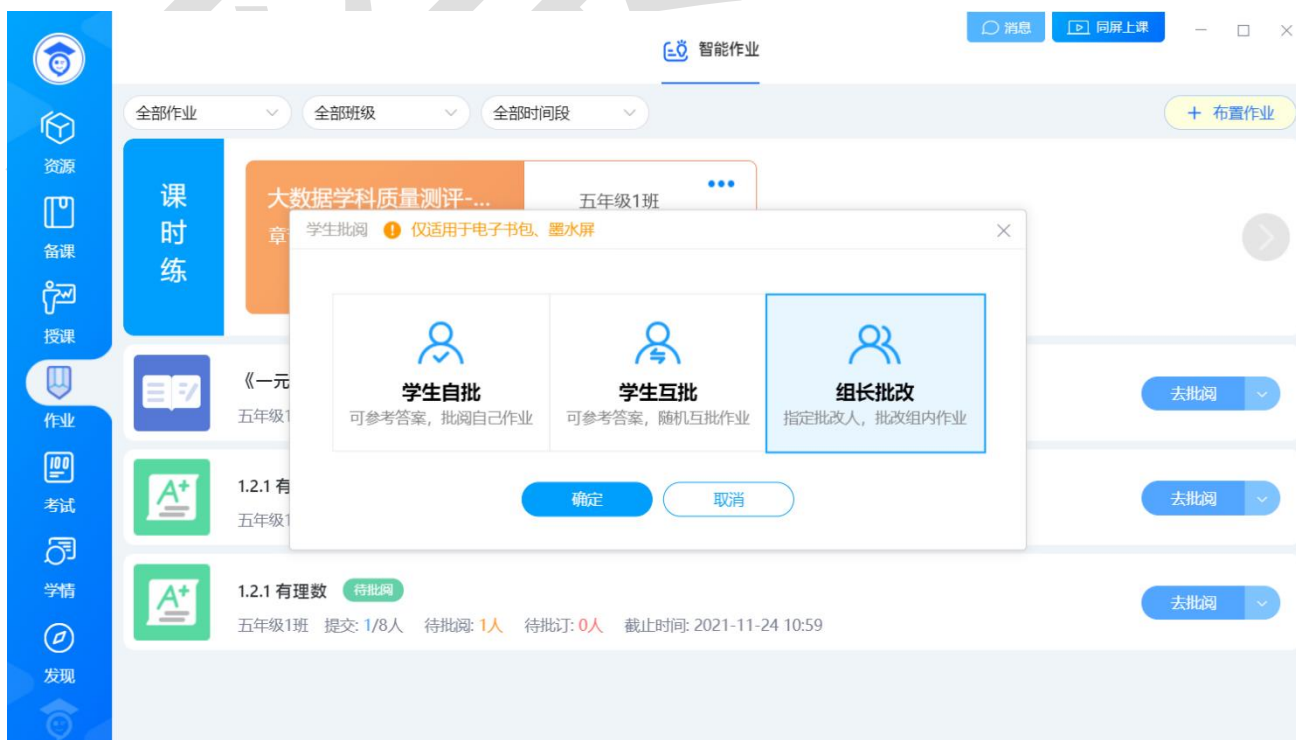 消息
同屏上课
智能作业
全部作业
全部班级
全部时间段
+ 布置作业
资源
备课
授课
作业
考试
学情
发现
课时练
大数据学科质量测评-...
五年级1班
章
学生批阅 仅适用于电子书包、墨水屏
学生自批
可参考答案，批阅自己作业
学生互批
可参考答案，随机互批作业
组长批改
指定批改人，批改组内作业
确定
取消
《一元
五年级1
去批阅
1.2.1 有
五年级1
去批阅
1.2.1 有理数 待批阅
五年级1班 提交: 1/8人 待批阅: 1人 待批订: 0人 截止时间: 2021-11-24 10:59
去批阅